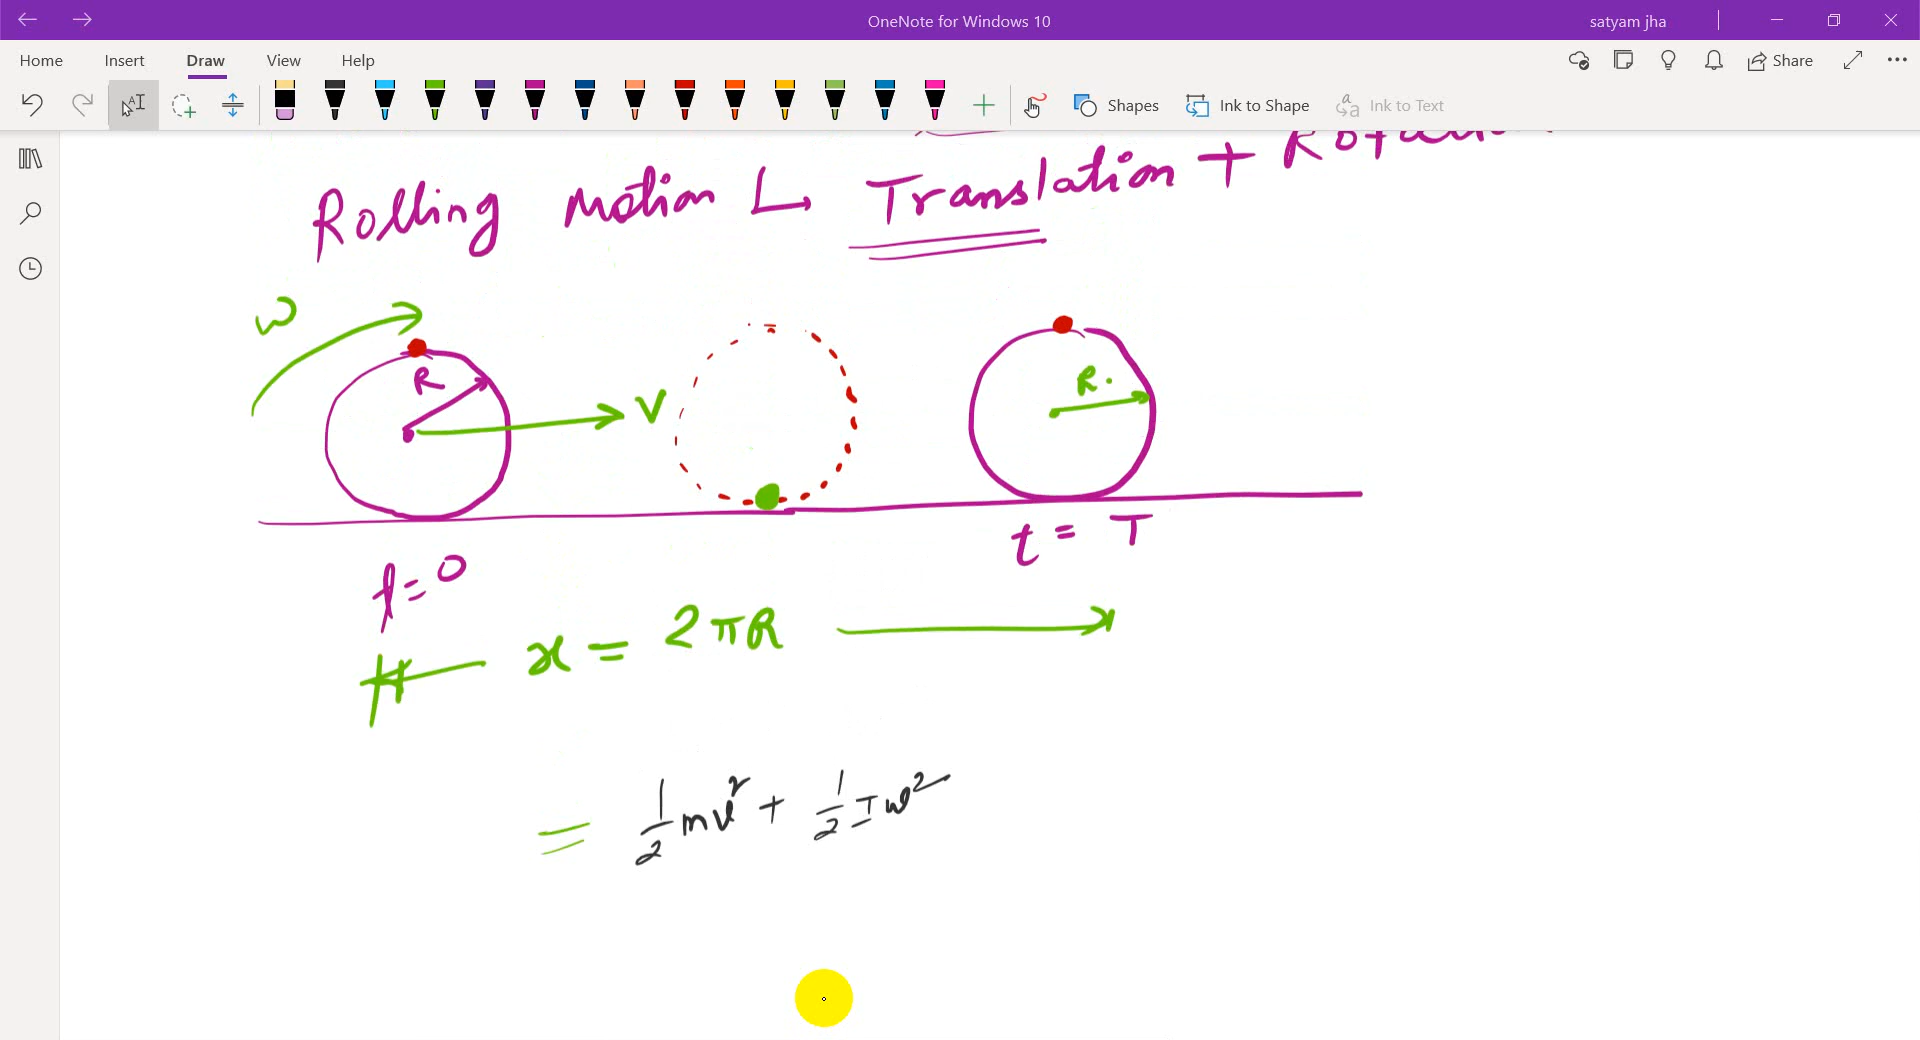 OneNote for Windows 10
satyam jha
Home Insert Draw View Help
Share
Shapes Ink to Shape Ink to Text
Rolling Motion ↳ Translation + Rotation
ω
R
V
R.
t=0
t = T
x = 2πR
= 1/2 mv² + 1/2 Iω²